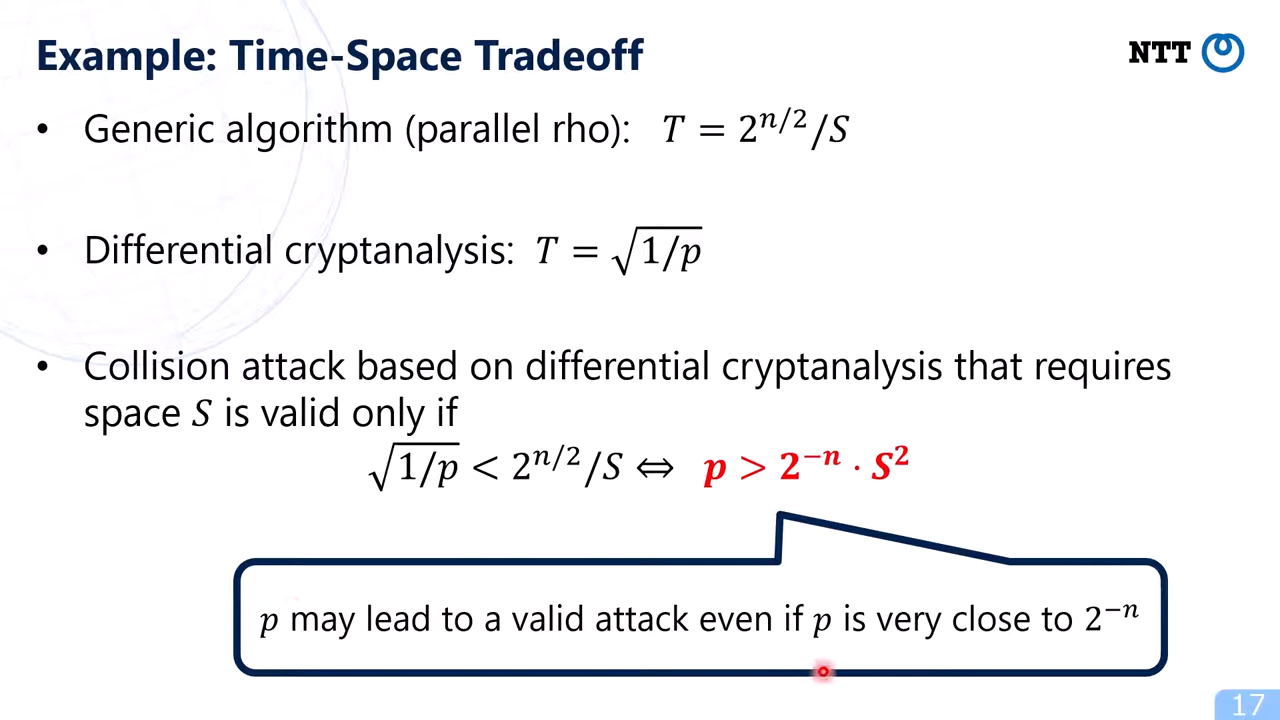 Example: Time-Space Tradeoff
NTT
• Generic algorithm (parallel rho): 𝑇 = 2^{𝑛/2}/𝑆
• Differential cryptanalysis: 𝑇 = √(1/𝑝)
• Collision attack based on differential cryptanalysis that requires
space 𝑆 is valid only if
√(1/𝑝) < 2^{𝑛/2}/𝑆 ⇔ 𝒑 > 𝟐^{−𝒏} · 𝑺^𝟐
𝑝 may lead to a valid attack even if 𝑝 is very close to 2^{−𝑛}
17